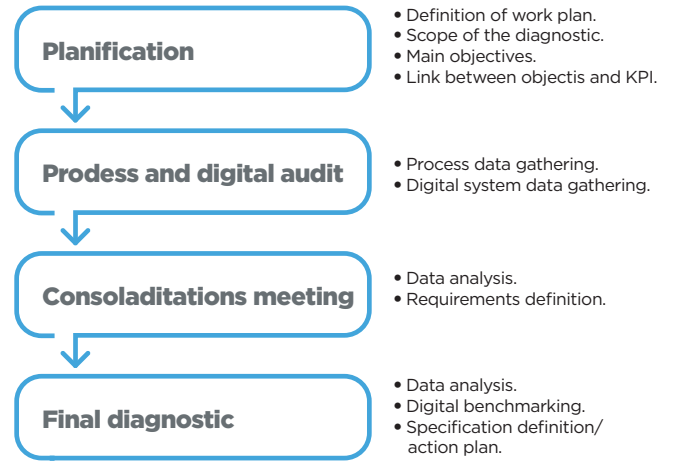 Planification
• Definition of work plan.
• Scope of the diagnostic.
• Main objectives.
• Link between objectis and KPI.
Prodess and digital audit
• Process data gathering.
• Digital system data gathering.
Consoladitations meeting
• Data analysis.
• Requirements definition.
Final diagnostic
• Data analysis.
• Digital benchmarking.
• Specification definition/
action plan.